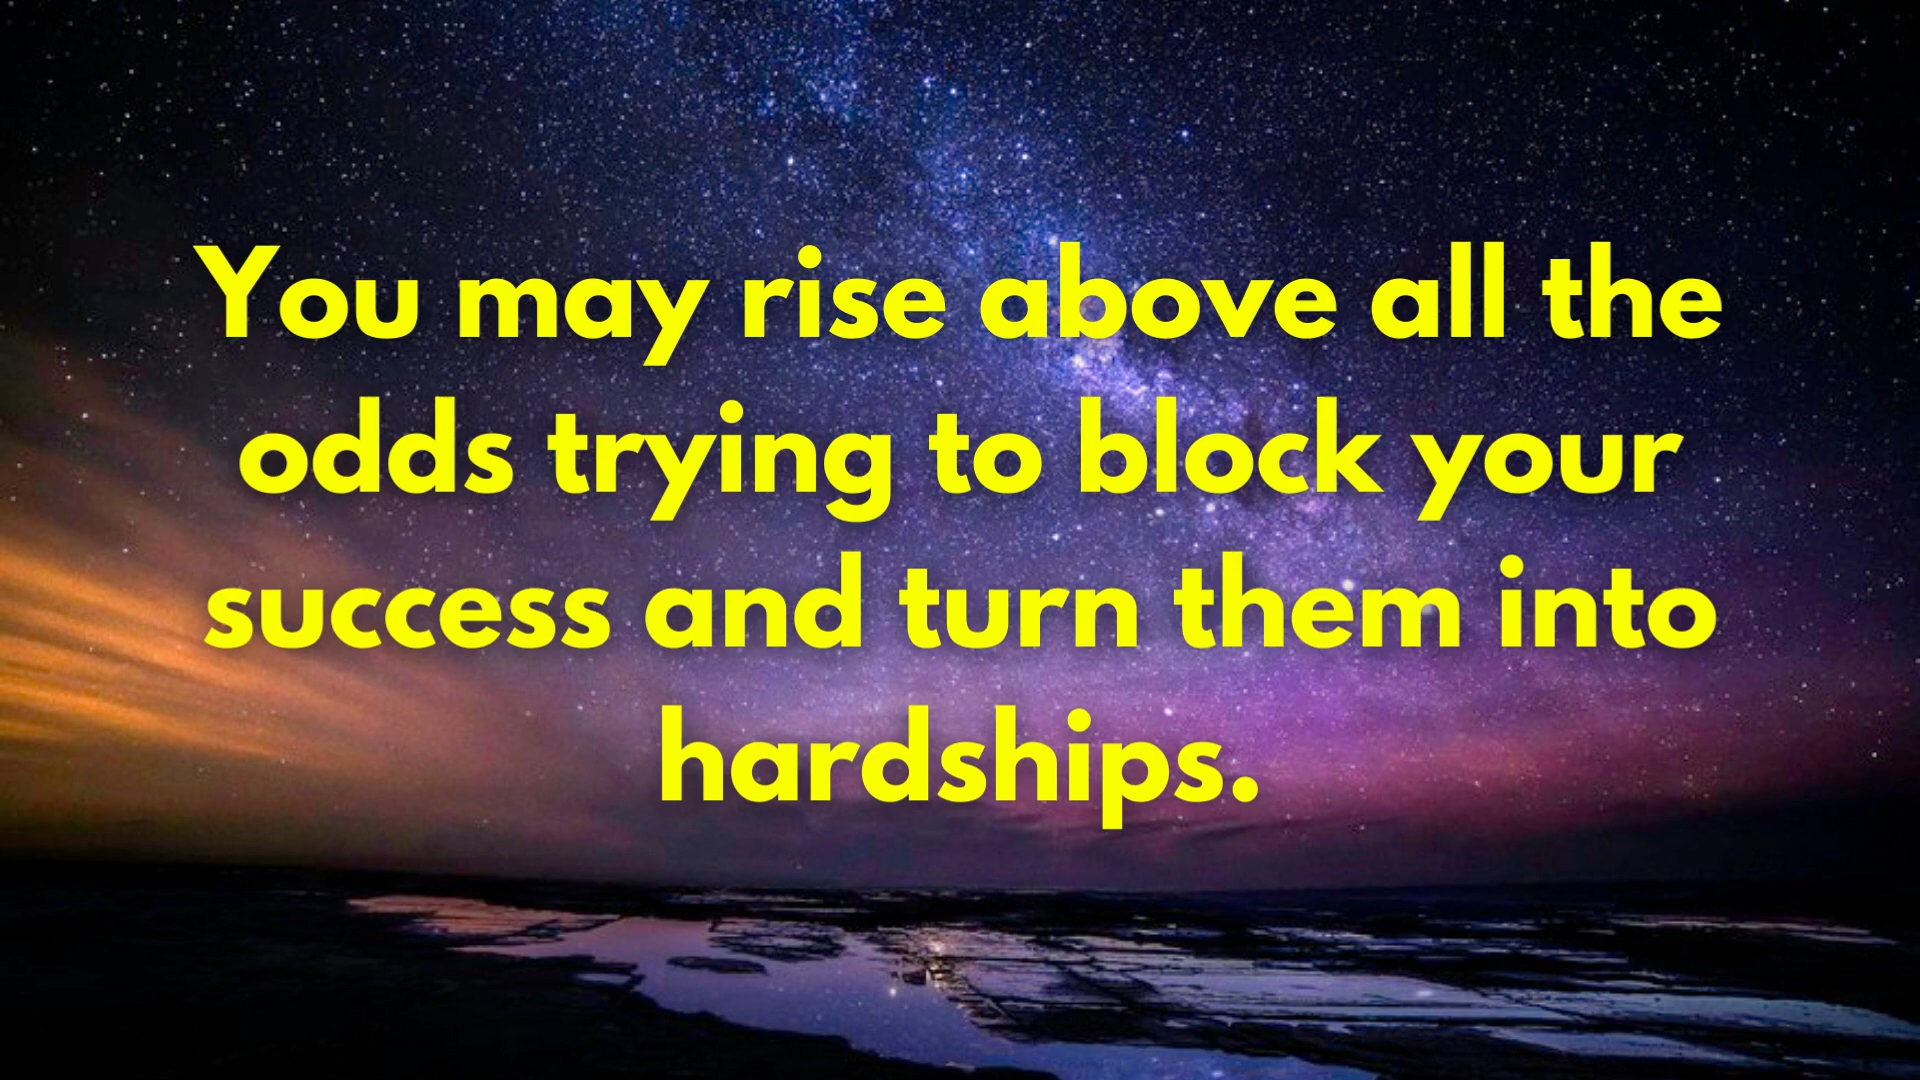 You may rise above all the
odds trying to block your
success and turn them into
hardships.